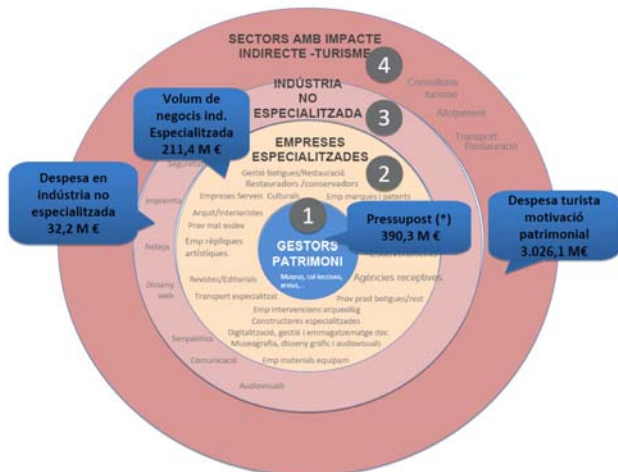 SECTORS AMB IMPACTE
INDIRECTE -TURISME
4
Consultoria
turisme
Allotjament
Transport
Restauració
INDÚSTRIA
NO
ESPECIALITZADA
3
Volum de
negocis ind.
Especialitzada
211,4 M €
Seguretat
EMPRESES
ESPECIALITZADES
2
Gestió botigues/Restauració
Restauradors /conservadors
Empreses Serveis Culturals
Emp marques i patents
Despesa en
indústria no
especialitzada
32,2 M €
Impremta
Arquit/Interioristes
Prov mat esdev
1
GESTORS
PATRIMONI
Museus, col·leccions,
arxius,...
Pressupost (*)
390,3 M €
Despesa turista
motivació
patrimonial
3.026,1 M€
Neteja
Emp rèpliques
artístiques
Disseny
web
Revistes/Editorials
Agències receptives
Transport especialitzat
Prov prod botigues/rest
Emp intervencions arqueològ
Constructores especialitzades
Digitalització, gestió i emmagatzematge doc
Museografia, disseny gràfic i audiovisuals
Senyalètica
Comunicació
Emp materials equipam
Audiovisuals